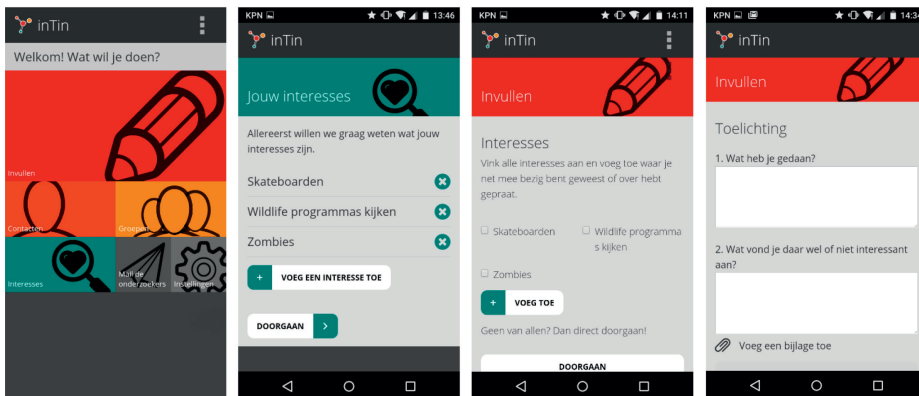 inTin
Welkom! Wat wil je doen?
Invullen
Contacten
Groepen
Interesses
Mail de
onderzoekers
Instellingen
KPN
13:46
inTin
Jouw interesses
Allereerst willen we graag weten wat jouw
interesses zijn.
Skateboarden
Wildlife programmas kijken
Zombies
+ VOEG EEN INTERESSE TOE
DOORGAAN >
KPN
14:11
inTin
Invullen
Interesses
Vink alle interesses aan en voeg toe waar je
net mee bezig bent geweest of over hebt
gepraat.
Skateboarden
Wildlife programma
s kijken
Zombies
+ VOEG TOE
Geen van allen? Dan direct doorgaan!
DOORGAAN
KPN
14:34
inTin
Invullen
Toelichting
1. Wat heb je gedaan?
2. Wat vond je daar wel of niet interessant
aan?
Voeg een bijlage toe